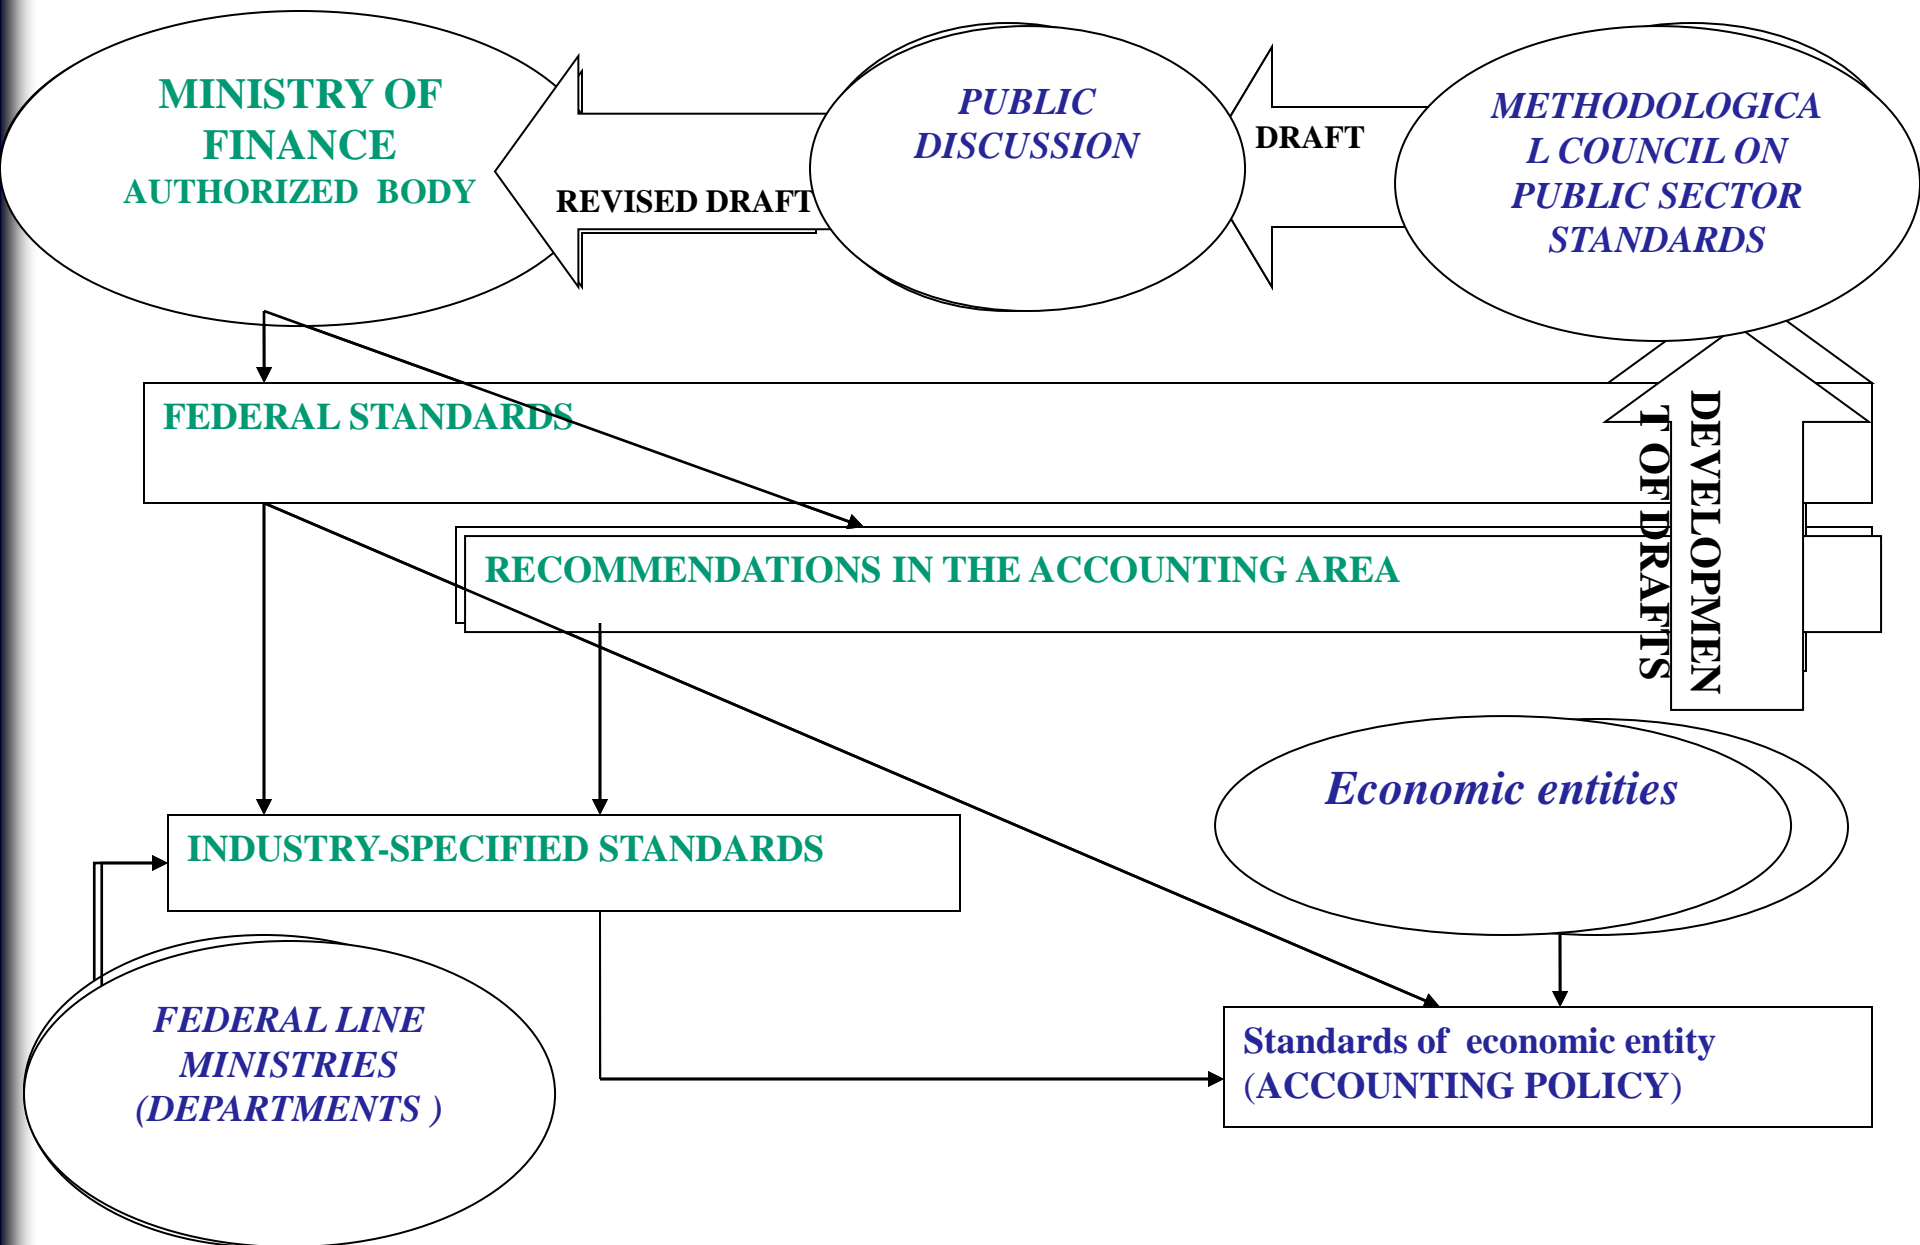 MINISTRY OF
FINANCE
AUTHORIZED BODY
REVISED DRAFT
PUBLIC
DISCUSSION
DRAFT
METHODOLOGICA
L COUNCIL ON
PUBLIC SECTOR
STANDARDS
FEDERAL STANDARDS
DEVELOPMEN
T OF DRAFTS
RECOMMENDATIONS IN THE ACCOUNTING AREA
Economic entities
INDUSTRY-SPECIFIED STANDARDS
FEDERAL LINE
MINISTRIES
(DEPARTMENTS )
Standards of economic entity
(ACCOUNTING POLICY)